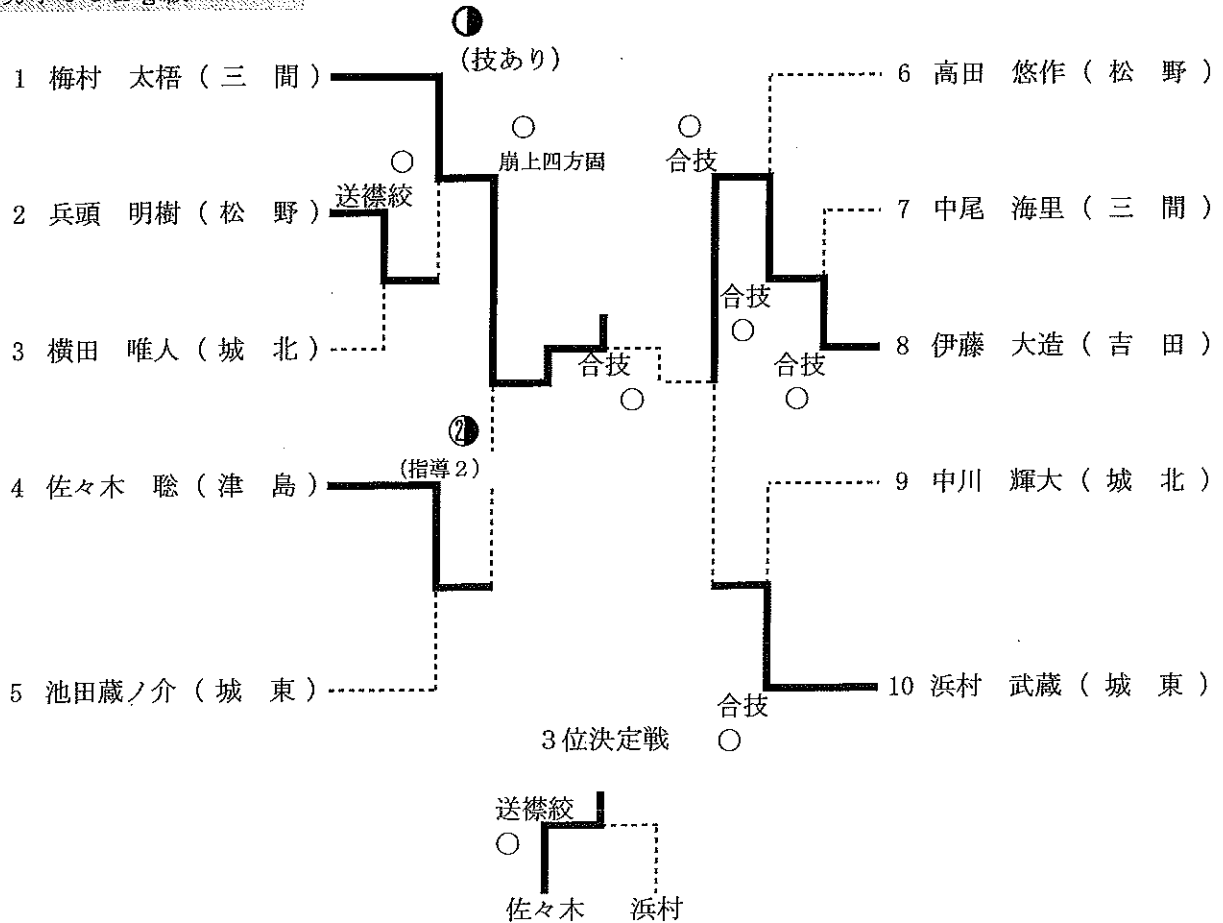 (技あり)
1 梅村 太梧 ( 三 間 )
○
崩上四方固
○
送襟絞
2 兵頭 明樹 ( 松 野 )
3 横田 唯人 ( 城 北 )
②
(指導2)
4 佐々木 聡 ( 津 島 )
5 池田蔵ノ介 ( 城 東 )
合技
○
○
合技
6 高田 悠作 ( 松 野 )
7 中尾 海里 ( 三 間 )
合技
○
8 伊藤 大造 ( 吉 田 )
合技
○
9 中川 輝大 ( 城 北 )
10 浜村 武蔵 ( 城 東 )
合技
○
3位決定戦
送襟絞
○
佐々木 浜村